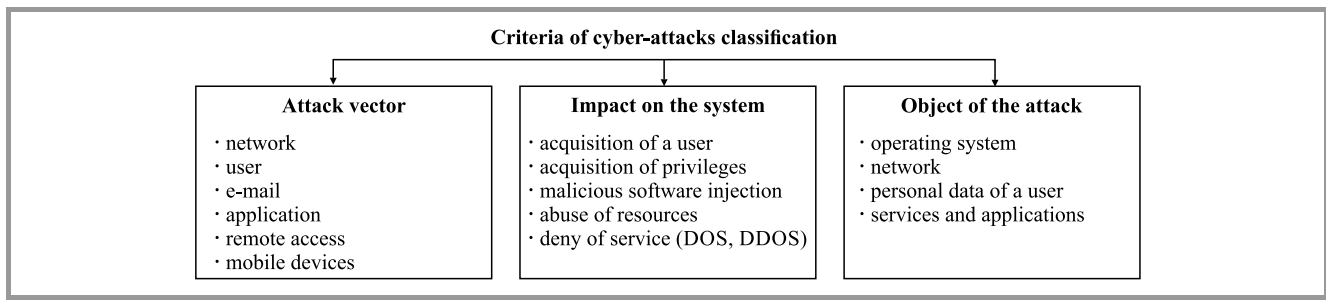 Criteria of cyber-attacks classification
Attack vector
· network
· user
· e-mail
· application
· remote access
· mobile devices
Impact on the system
· acquisition of a user
· acquisition of privileges
· malicious software injection
· abuse of resources
· deny of service (DOS, DDOS)
Object of the attack
· operating system
· network
· personal data of a user
· services and applications